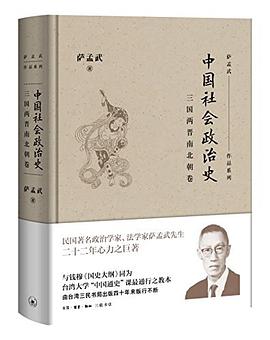 萨孟武 著
中国社会政治史
三国两晋南北朝卷
萨孟武
作品系列
中国社会政治史
三国两晋南北朝卷
萨孟武
著
民国著名政治学家、法学家萨孟武先生
二十二年心力之巨著
与钱穆《国史大纲》同为
台湾大学“中国通史”课最通行之教本
由台湾三民书局出版四十年来版行不断
生活·读书·新知 三联书店